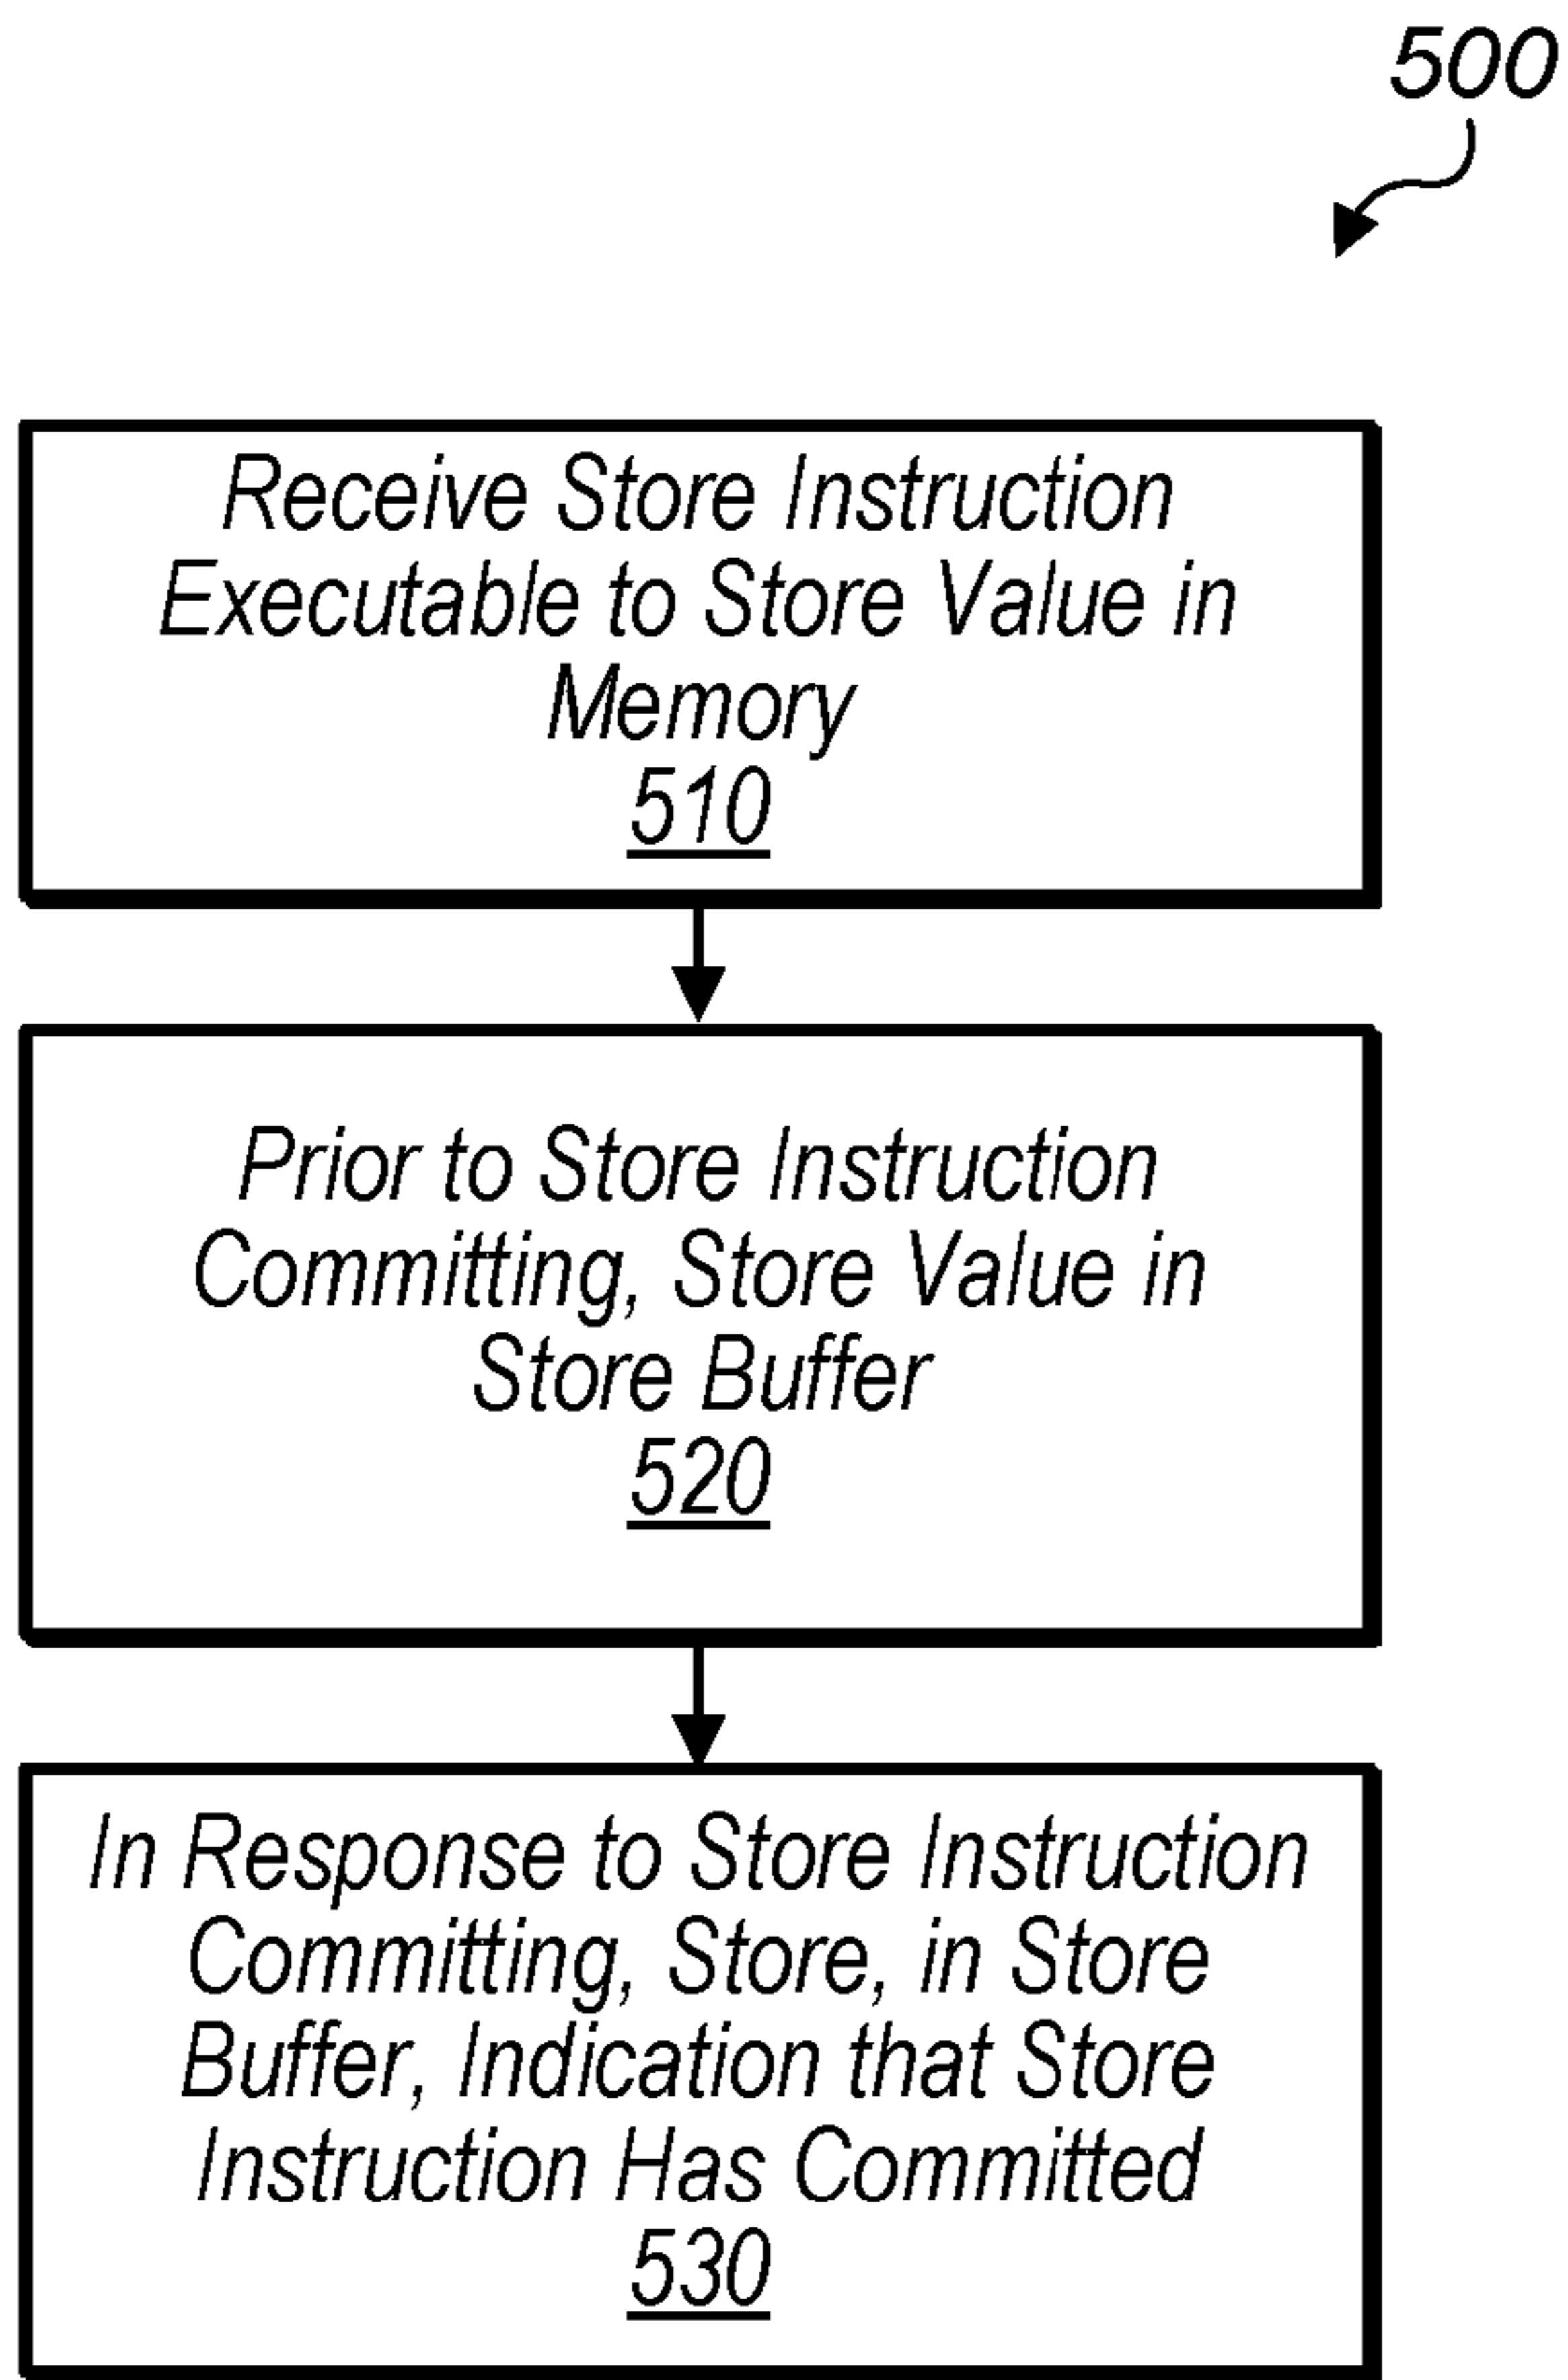 500
Receive Store Instruction
Executable to Store Value in
Memory
510
Prior to Store Instruction
Committing, Store Value in
Store Buffer
520
In Response to Store Instruction
Committing, Store, in Store
Buffer, Indication that Store
Instruction Has Committed
530